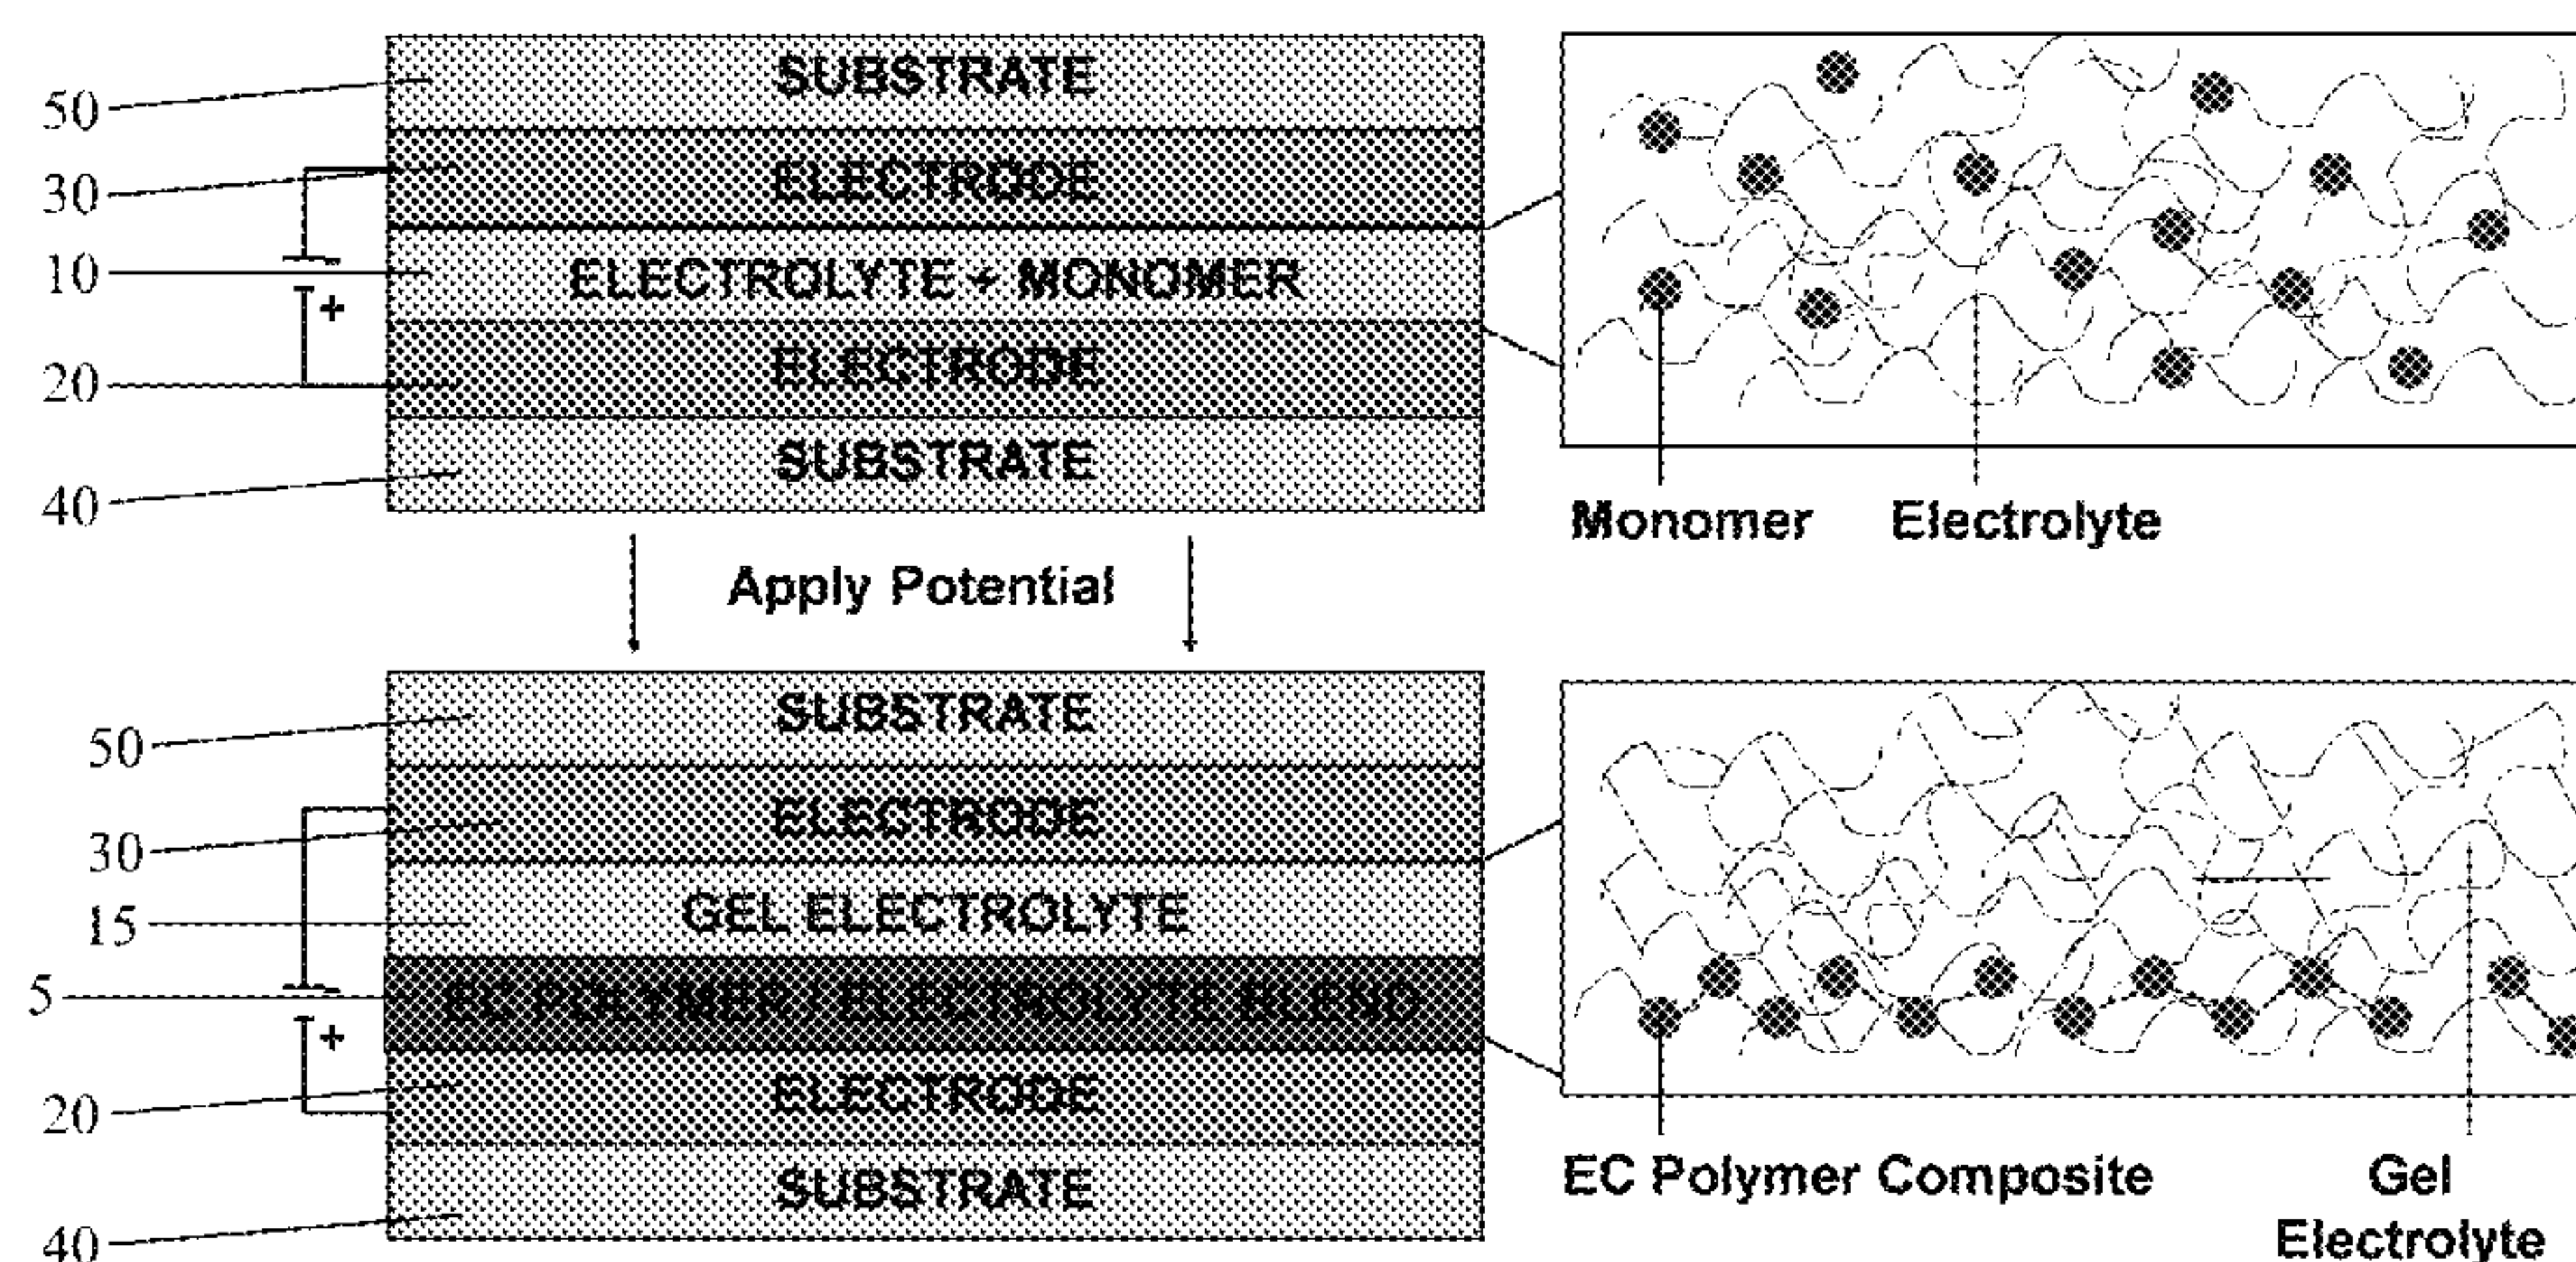 50
SUBSTRATE
30
ELECTRODE
10
ELECTROLYTE + MONOMER
+
20
ELECTRODE
40
SUBSTRATE
Monomer
Electrolyte
Apply Potential
50
SUBSTRATE
30
ELECTRODE
15
GEL ELECTROLYTE
5
EC POLYMER / ELECTROLYTE BLEND
+
20
ELECTRODE
40
SUBSTRATE
EC Polymer Composite
Gel
Electrolyte